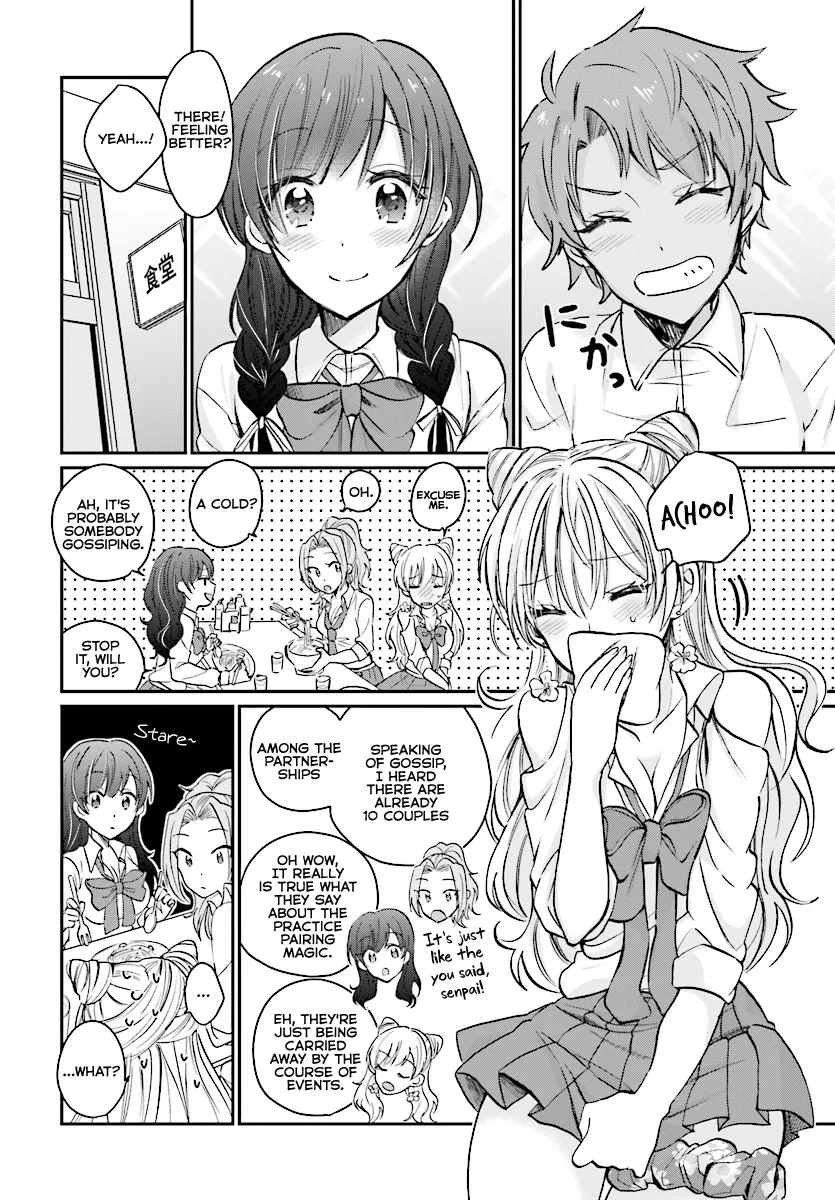 THERE!
FEELING
BETTER?
YEAH...!
にかっ
食堂
ACHOO!
EXCUSE
ME.
OH.
A COLD?
AH, IT'S
PROBABLY
SOMEBODY
GOSSIPING.
STOP
IT, WILL
YOU?
SPEAKING
OF GOSSIP,
I HEARD
THERE ARE
ALREADY
10 COUPLES
AMONG THE
PARTNER-
SHIPS
OH WOW,
IT REALLY
IS TRUE WHAT
THEY SAY
ABOUT THE
PRACTICE
PAIRING
MAGIC.
It's just
like the
you said,
senpai!
EH, THEY'RE
JUST BEING
CARRIED
AWAY BY THE
COURSE OF
EVENTS.
Stare~
...
...WHAT?